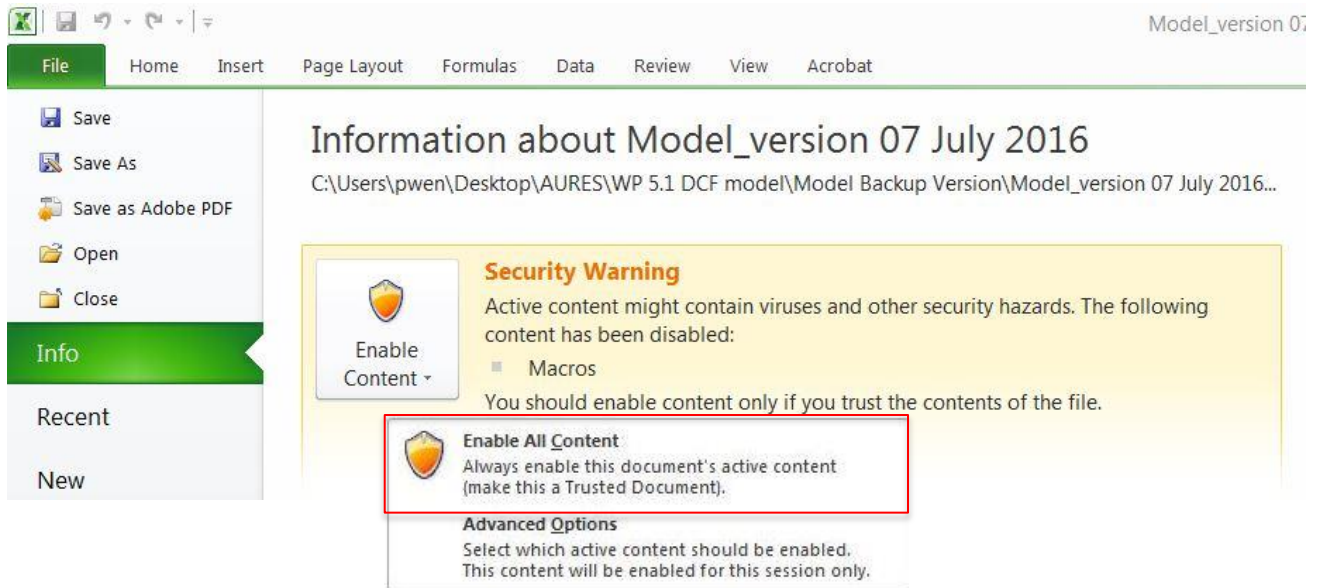 Model_version 07
File Home Insert Page Layout Formulas Data Review View Acrobat
Save
Save As
Save as Adobe PDF
Open
Close
Info
Recent
New
Information about Model_version 07 July 2016
C:\Users\pwen\Desktop\AURES\WP 5.1 DCF model\Model Backup Version\Model_version 07 July 2016...
Enable
Content
Security Warning
Active content might contain viruses and other security hazards. The following
content has been disabled:
Macros
You should enable content only if you trust the contents of the file.
Enable All Content
Always enable this document's active content
(make this a Trusted Document).
Advanced Options
Select which active content should be enabled.
This content will be enabled for this session only.